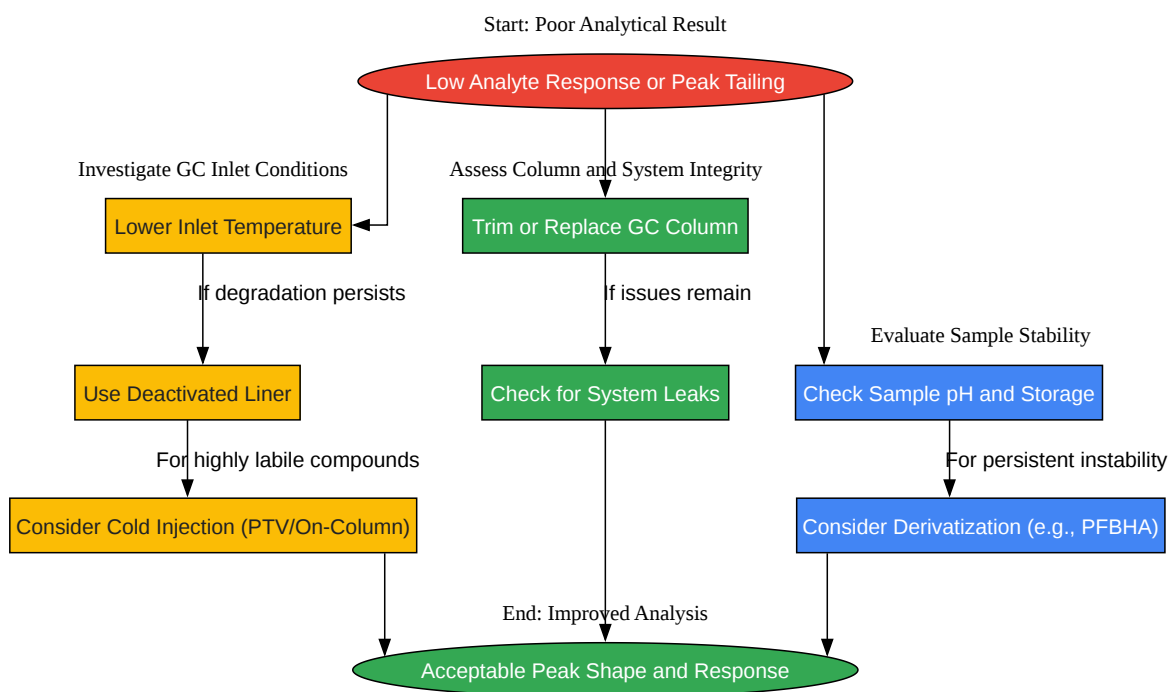 Start: Poor Analytical Result
Low Analyte Response or Peak Tailing
Investigate GC Inlet Conditions
Assess Column and System Integrity
Lower Inlet Temperature
Trim or Replace GC Column
If degradation persists
If issues remain
Evaluate Sample Stability
Use Deactivated Liner
Check for System Leaks
Check Sample pH and Storage
For highly labile compounds
For persistent instability
Consider Cold Injection (PTV/On-Column)
Consider Derivatization (e.g., PFBHA)
End: Improved Analysis
Acceptable Peak Shape and Response